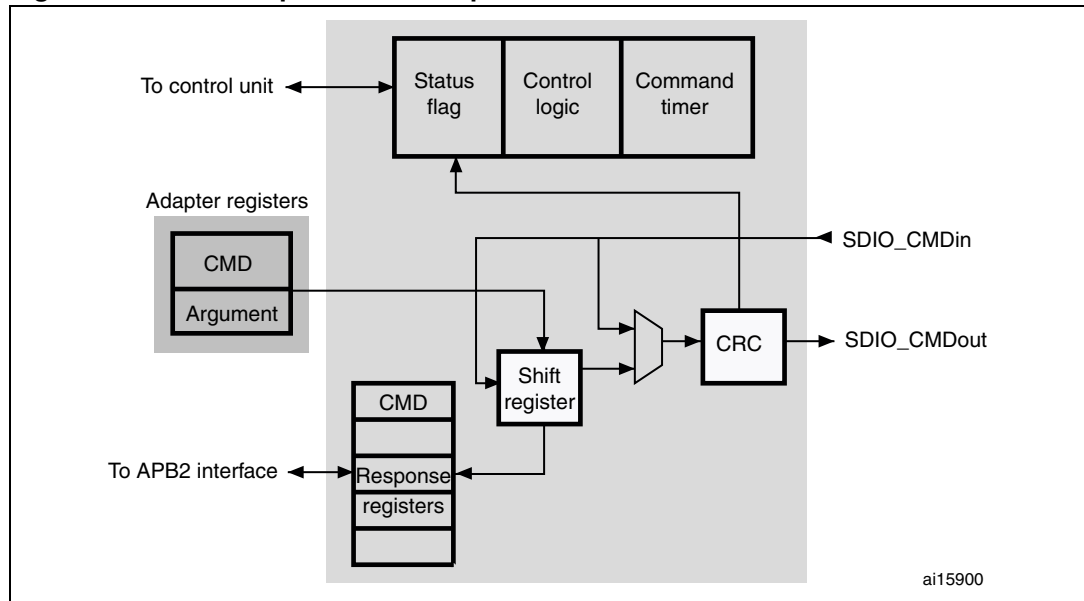 To control unit
Status
flag
Control
logic
Command
timer
Adapter registers
CMD
Argument
SDIO_CMDin
Shift
register
CRC
SDIO_CMDout
CMD
To APB2 interface
Response
registers
ai15900